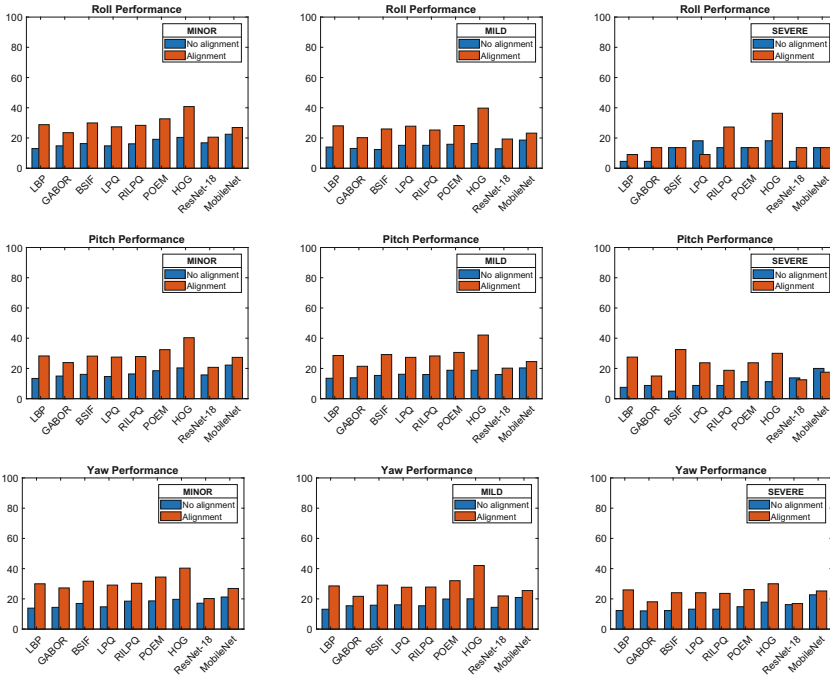 Roll Performance
100
80
60
40
20
0
MINOR
No alignment
Alignment
LBP
GABOR
BSIF
LPQ
RILPQ
POEM
HOG
ResNet-18
MobileNet
Roll Performance
100
80
60
40
20
0
MILD
No alignment
Alignment
LBP
GABOR
BSIF
LPQ
RILPQ
POEM
HOG
ResNet-18
MobileNet
Roll Performance
100
80
60
40
20
0
SEVERE
No alignment
Alignment
LBP
GABOR
BSIF
LPQ
RILPQ
POEM
HOG
ResNet-18
MobileNet
Pitch Performance
100
80
60
40
20
0
MINOR
No alignment
Alignment
LBP
GABOR
BSIF
LPQ
RILPQ
POEM
HOG
ResNet-18
MobileNet
Pitch Performance
100
80
60
40
20
0
MILD
No alignment
Alignment
LBP
GABOR
BSIF
LPQ
RILPQ
POEM
HOG
ResNet-18
MobileNet
Pitch Performance
100
80
60
40
20
0
SEVERE
No alignment
Alignment
LBP
GABOR
BSIF
LPQ
RILPQ
POEM
HOG
ResNet-18
MobileNet
Yaw Performance
100
80
60
40
20
0
MINOR
No alignment
Alignment
LBP
GABOR
BSIF
LPQ
RILPQ
POEM
HOG
ResNet-18
MobileNet
Yaw Performance
100
80
60
40
20
0
MILD
No alignment
Alignment
LBP
GABOR
BSIF
LPQ
RILPQ
POEM
HOG
ResNet-18
MobileNet
Yaw Performance
100
80
60
40
20
0
SEVERE
No alignment
Alignment
LBP
GABOR
BSIF
LPQ
RILPQ
POEM
HOG
ResNet-18
MobileNet